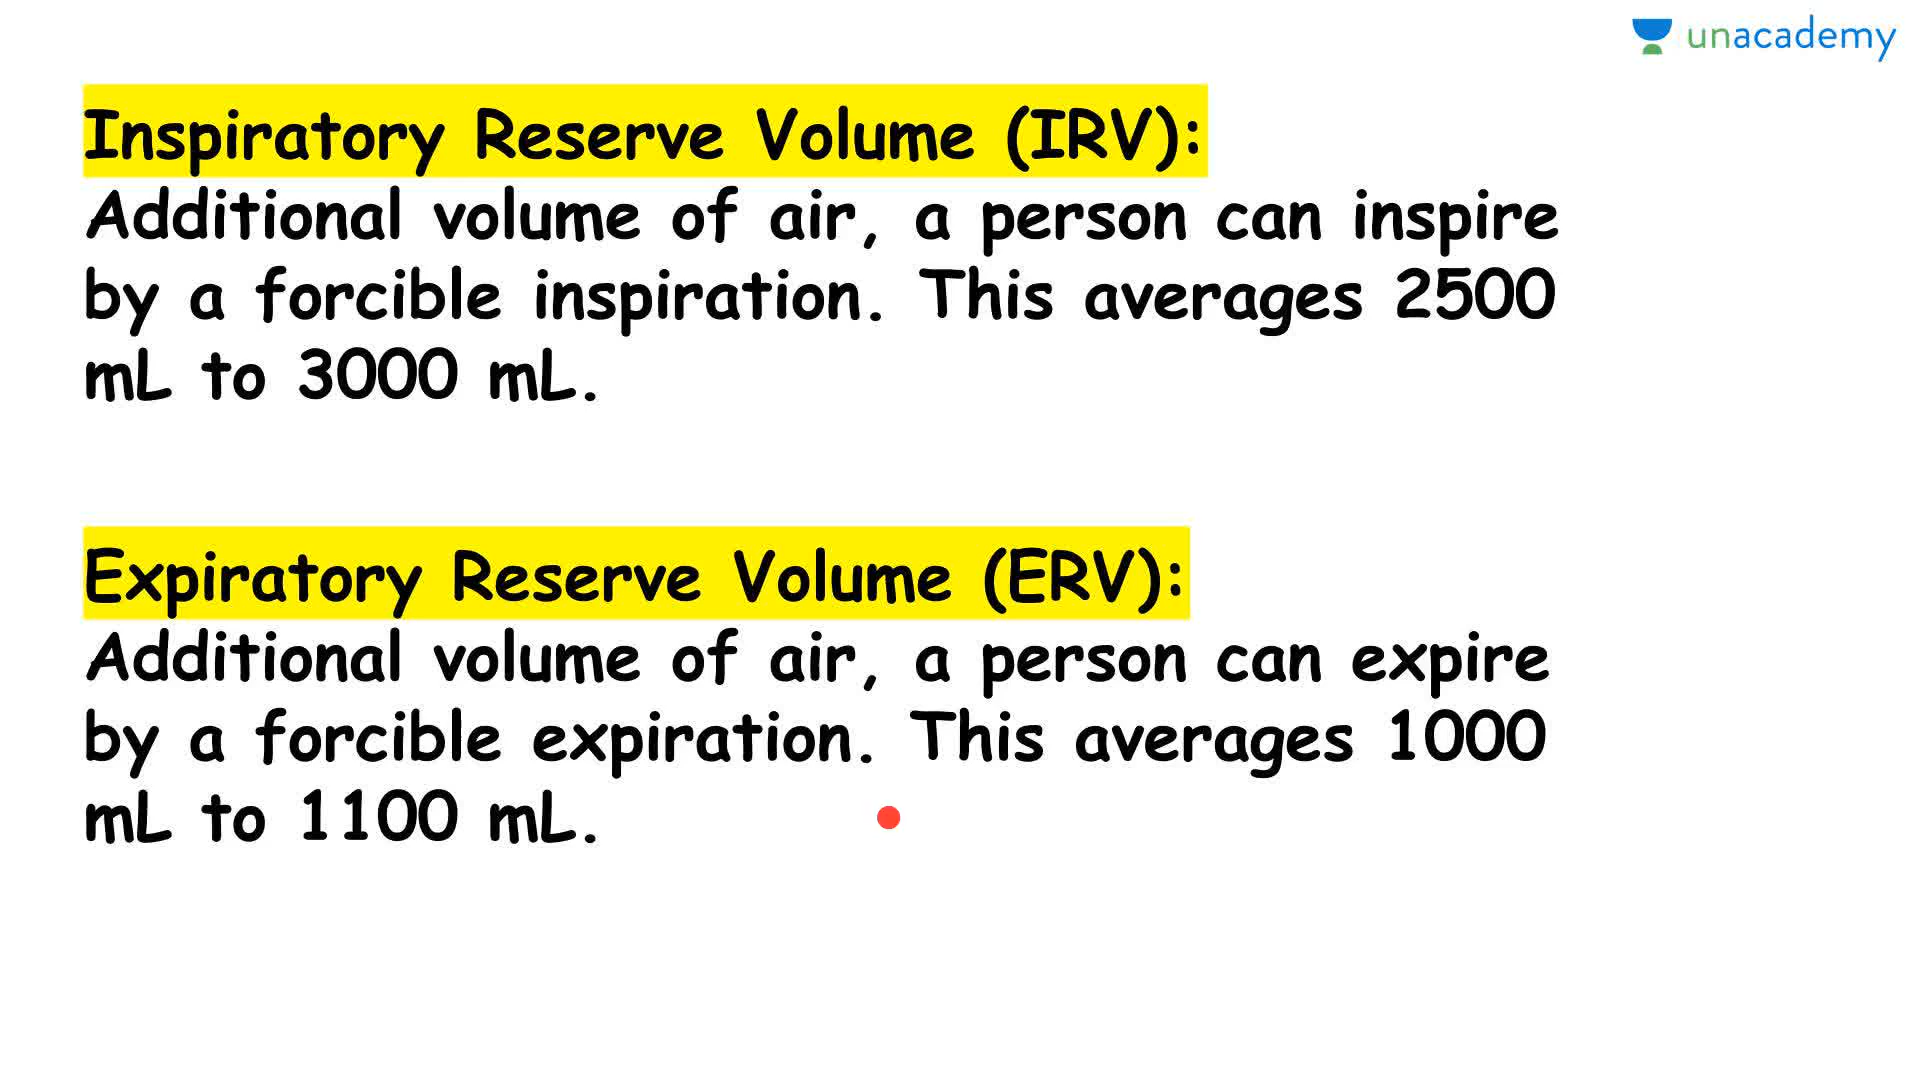 unacademy
Inspiratory Reserve Volume (IRV):
Additional volume of air, a person can inspire
by a forcible inspiration. This averages 2500
mL to 3000 mL.
Expiratory Reserve Volume (ERV):
Additional volume of air, a person can expire
by a forcible expiration. This averages 1000
mL to 1100 mL.